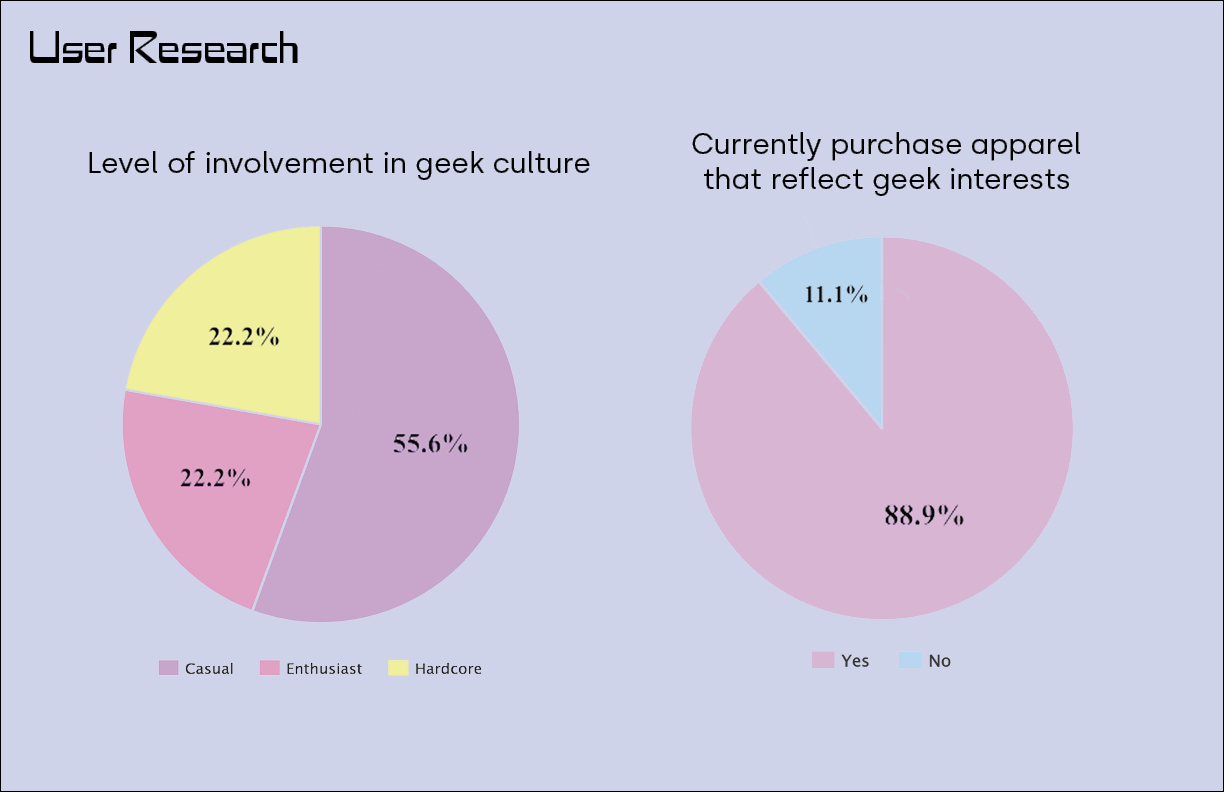 User Research
Level of involvement in geek culture
22.2%
22.2%
55.6%
Casual Enthusiast Hardcore
Currently purchase apparel
that reflect geek interests
11.1%
88.9%
Yes No